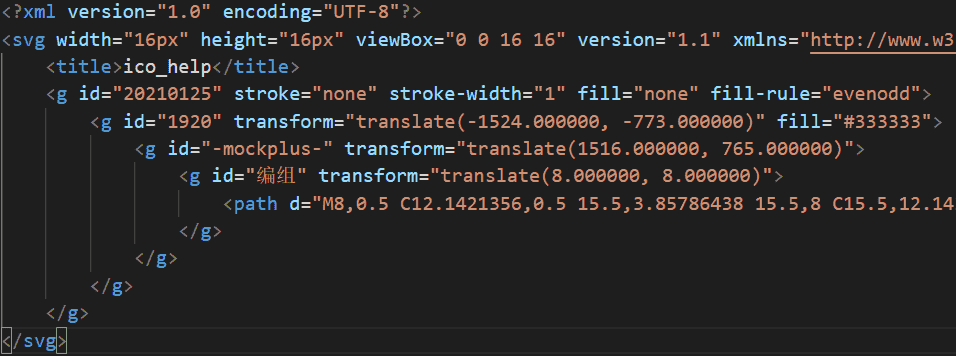 <?xml version="1.0" encoding="UTF-8"?>
<svg width="16px" height="16px" viewBox="0 0 16 16" version="1.1" xmlns="http://www.w3
<title>ico_help</title>
<g id="20210125" stroke="none" stroke-width="1" fill="none" fill-rule="evenodd">
<g id="1920" transform="translate(-1524.000000, -773.000000)" fill="#333333">
<g id="-mockplus-" transform="translate(1516.000000, 765.000000)">
<g id="编组" transform="translate(8.000000, 8.000000)">
<path d="M8,0.5 C12.1421356,0.5 15.5,3.85786438 15.5,8 C15.5,12.14
</g>
</g>
</g>
</g>
</svg>